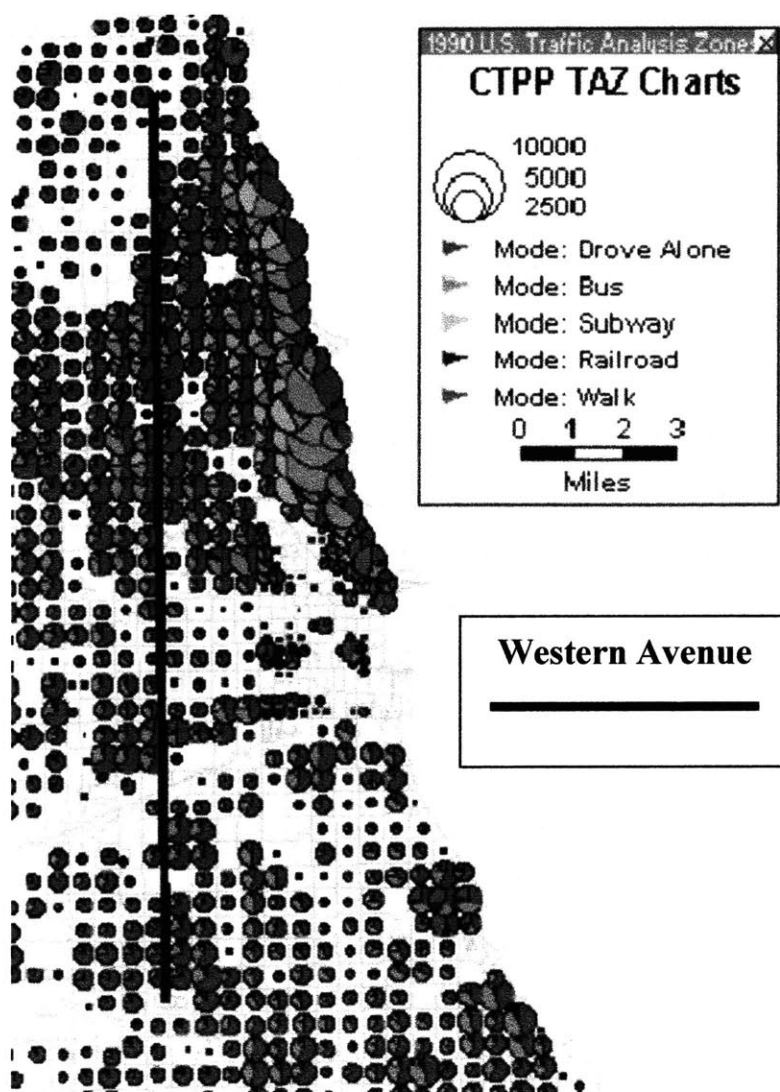 1990 U.S. Traffic Analysis Zones
CTPP TAZ Charts
10000
5000
2500
Mode: Drove Alone
Mode: Bus
Mode: Subway
Mode: Railroad
Mode: Walk
0 1 2 3
Miles
Western Avenue